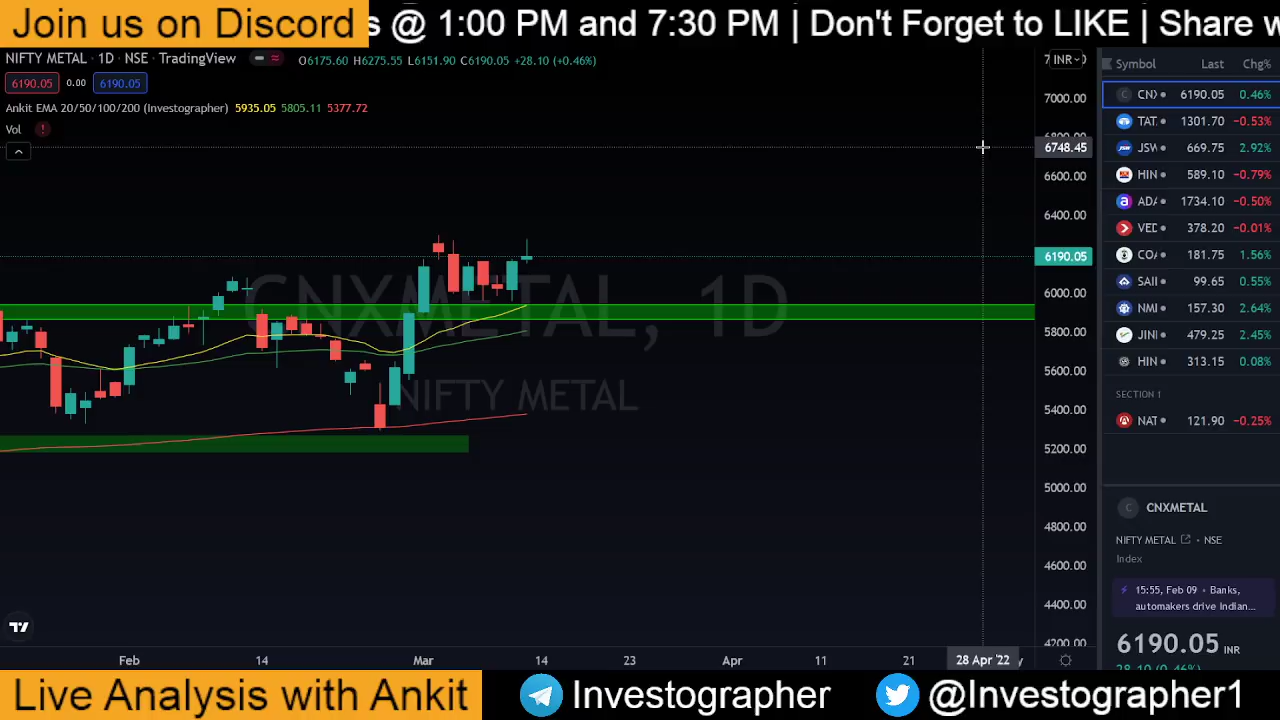 Join us on Discord
s @ 1:00 PM and 7:30 PM | Don't Forget to LIKE | Share w
NIFTY METAL · 1D · NSE · TradingView
O6175.60 H6275.55 L6151.90 C6190.05 +28.10 (+0.46%)
6190.05 0.00 6190.05
Ankit EMA 20/50/100/200 (Investographer) 5935.05 5805.11 5377.72
Vol
CNXMETAL, 1D
NIFTY METAL
INR
7000.00
6748.45
6600.00
6400.00
6190.05
6000.00
5800.00
5600.00
5400.00
5200.00
5000.00
4800.00
4600.00
4400.00
4200.00
Feb 14 Mar 14 23 Apr 11 21 28 Apr '22
Symbol Last Chg%
CNX 6190.05 0.46%
TAT. 1301.70 −0.53%
JSW 669.75 2.92%
HIN 589.10 −0.79%
ADA 1734.10 −0.50%
VED 378.20 −0.01%
COA 181.75 1.56%
SAIL 99.65 0.55%
NMI 157.30 2.64%
JINI 479.25 2.45%
HIN 313.15 0.08%
SECTION 1
NAT 121.90 −0.25%
C CNXMETAL
NIFTY METAL · NSE
Index
15:55, Feb 09 · Banks,
automakers drive Indian...
6190.05 INR
28.10 (0.46%)
Live Analysis with Ankit
Investographer
@Investographer1